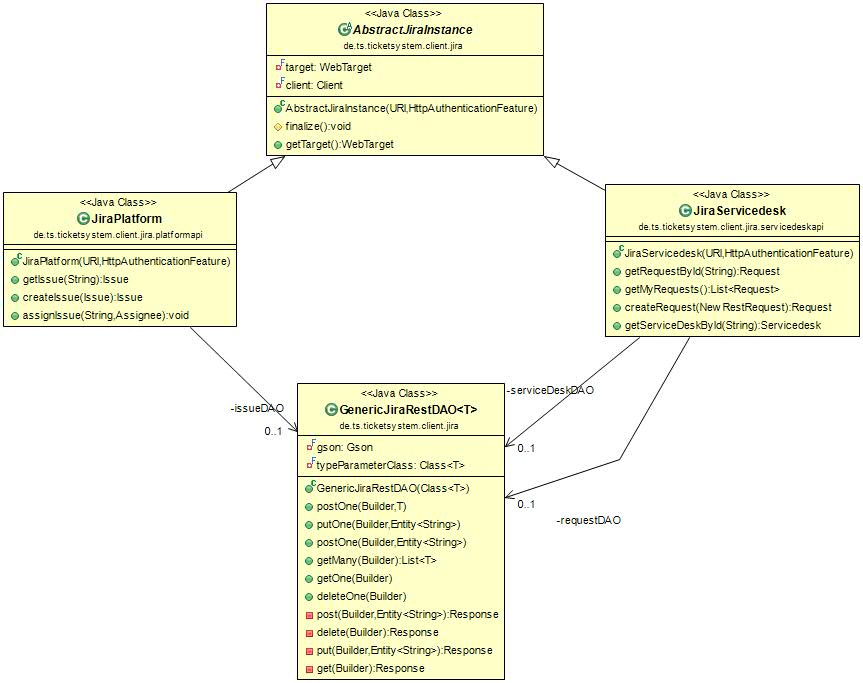 <<Java Class>>
AbstractJiraInstance
de.ts.ticketsystem.client.jira
target: WebTarget
client: Client
AbstractJiraInstance(URI,HttpAuthenticationFeature)
finalize():void
getTarget():WebTarget
<<Java Class>>
JiraPlatform
de.ts.ticketsystem.client.jira.platformapi
JiraPlatform(URI,HttpAuthenticationFeature)
getIssue(String):Issue
createIssue(Issue):Issue
assignIssue(String,Assignee):void
<<Java Class>>
JiraServicedesk
de.ts.ticketsystem.client.jira.servicedeskapi
JiraServicedesk(URI,HttpAuthenticationFeature)
getRequestById(String):Request
getMyRequests():List<Request>
createRequest(NewRestRequest):Request
getServiceDeskById(String):Servicedesk
-issueDAO
0..1
-serviceDeskDAO
0..1
0..1
-requestDAO
<<Java Class>>
GenericJiraRestDAO<T>
de.ts.ticketsystem.client.jira
gson: Gson
typeParameterClass: Class<T>
GenericJiraRestDAO(Class<T>)
postOne(Builder,T)
putOne(Builder,Entity<String>)
postOne(Builder,Entity<String>)
getMany(Builder):List<T>
getOne(Builder)
deleteOne(Builder)
post(Builder,Entity<String>):Response
delete(Builder):Response
put(Builder,Entity<String>):Response
get(Builder):Response